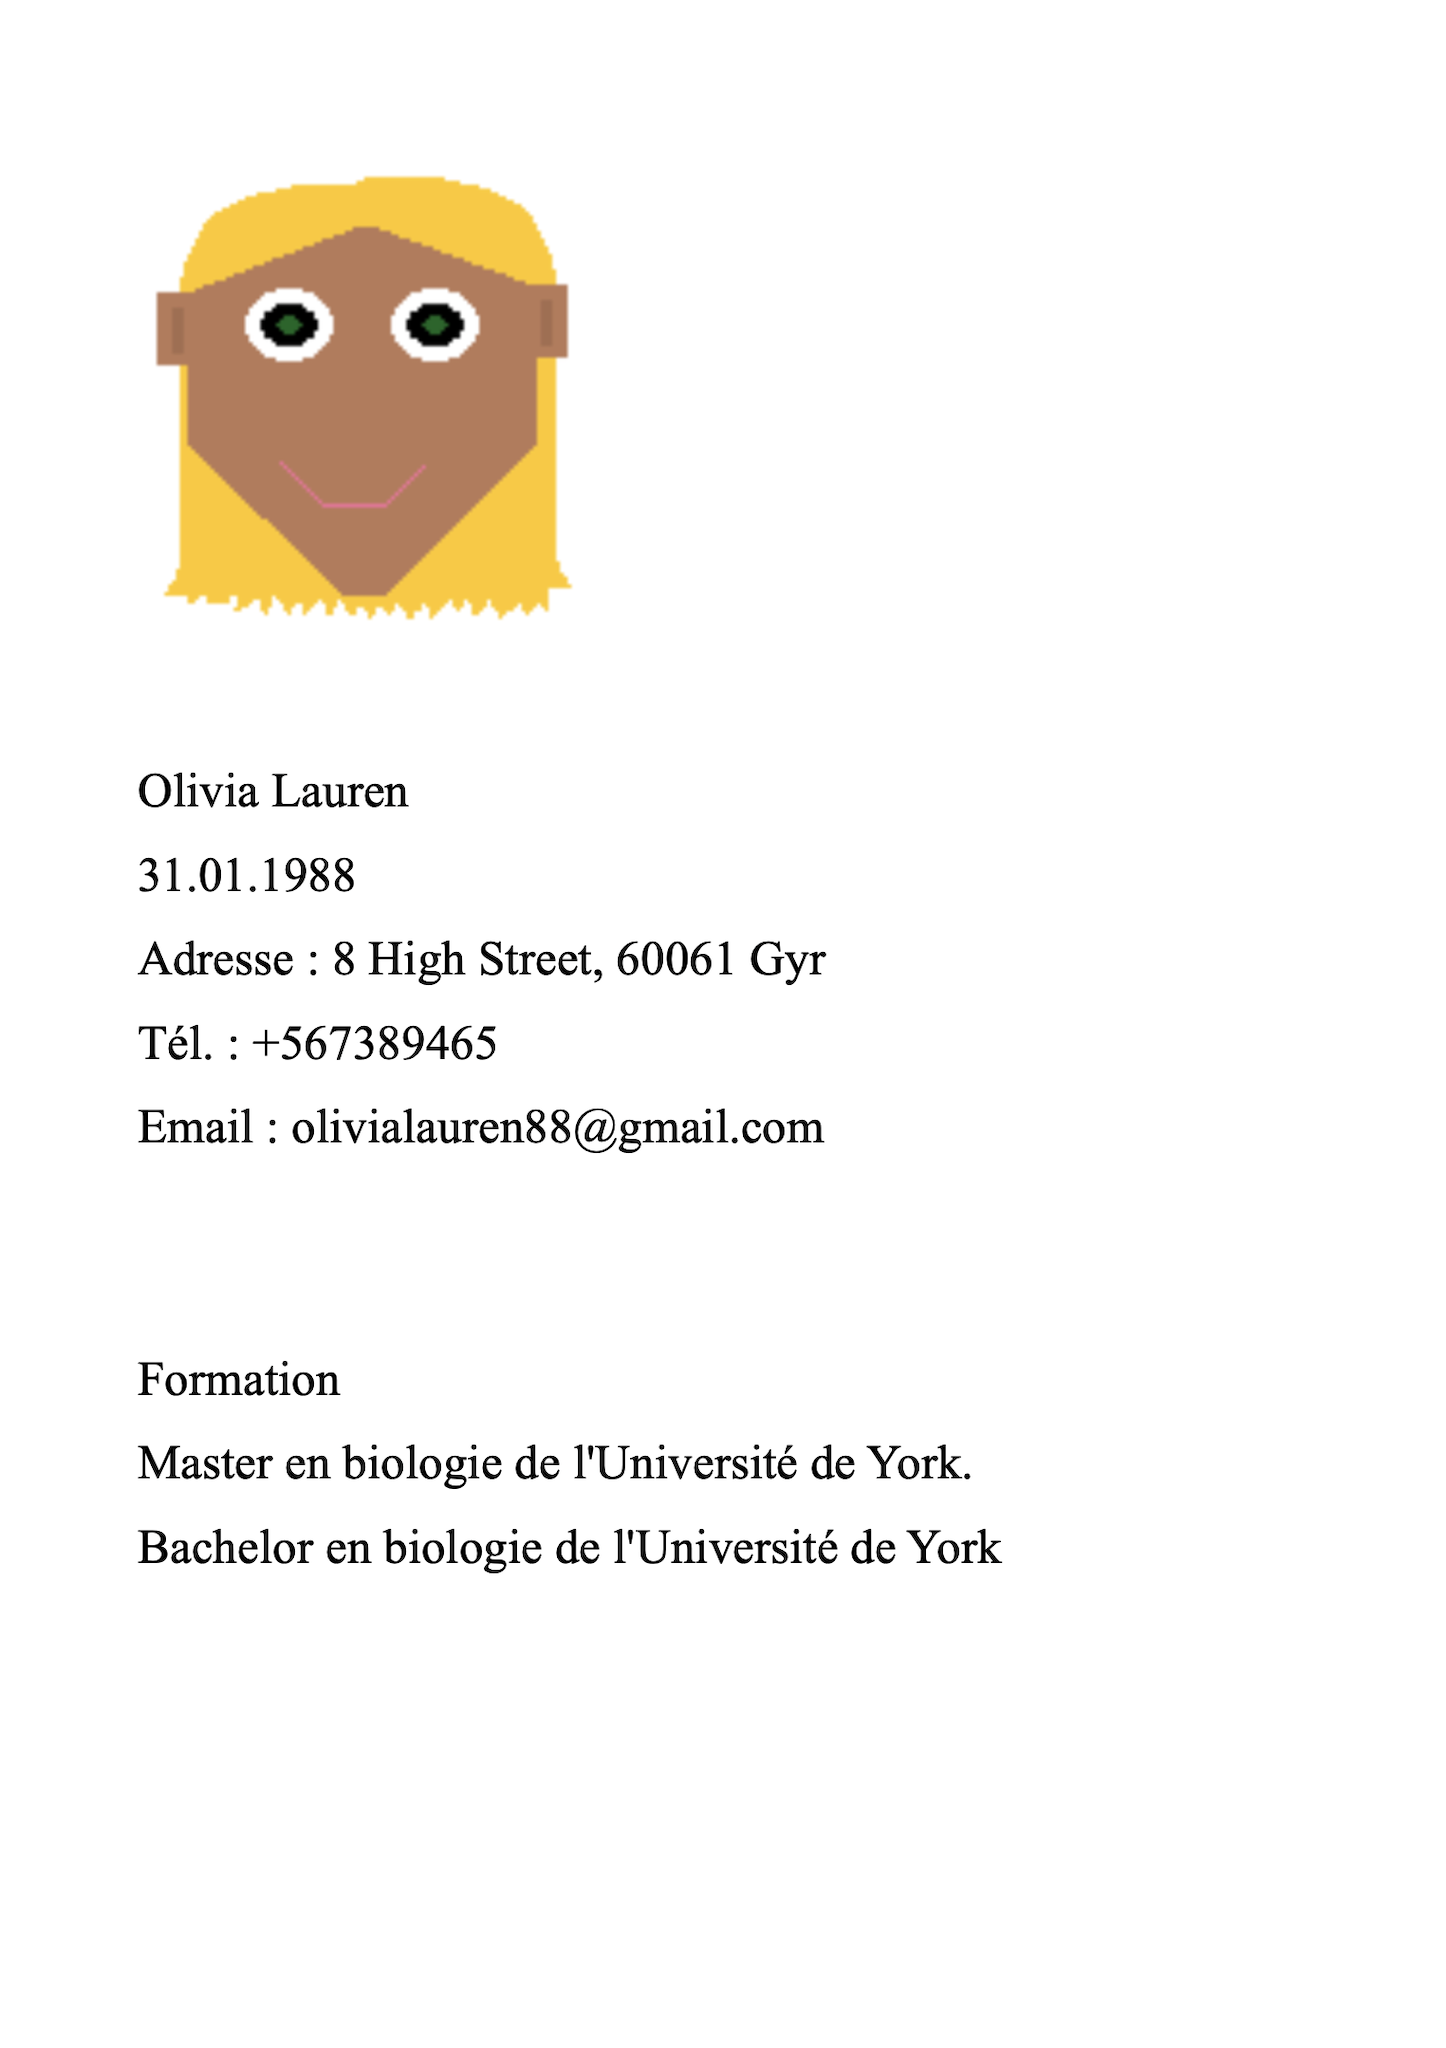 Olivia Lauren
31.01.1988
Adresse : 8 High Street, 60061 Gyr
Tél. : +567389465
Email : olivialauren88@gmail.com
Formation
Master en biologie de l'Université de York.
Bachelor en biologie de l'Université de York